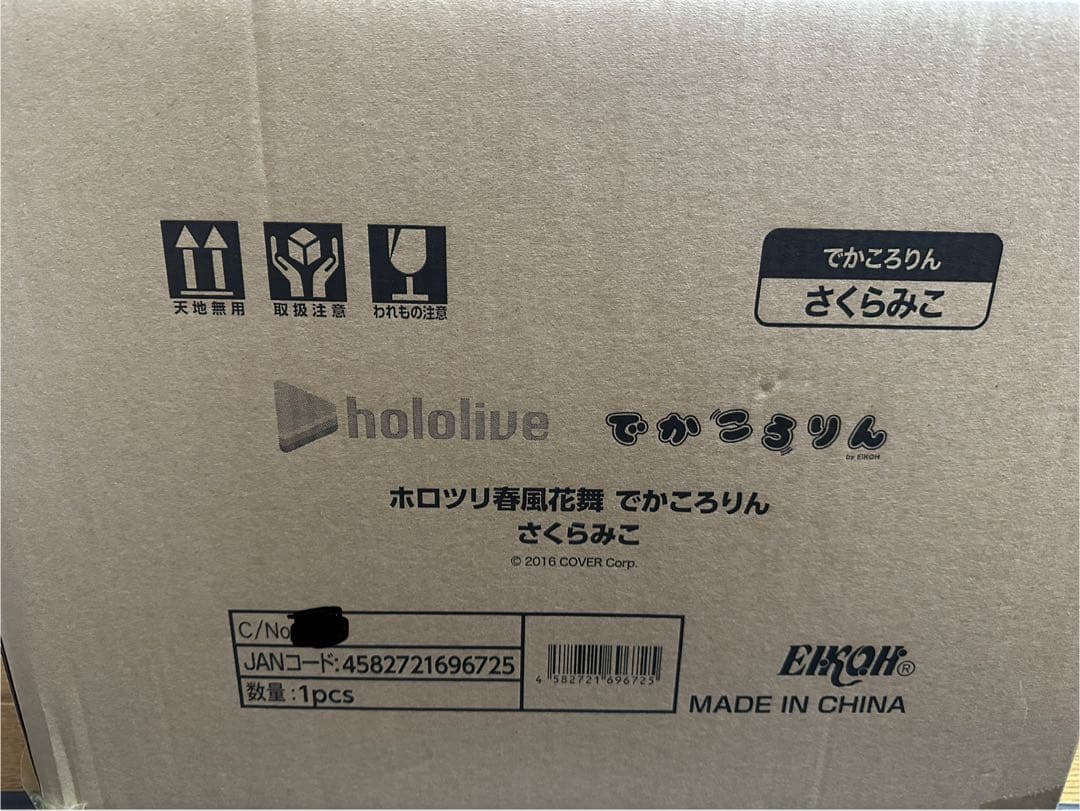 天地無用
取扱注意
われもの注意
でかころりん
さくらみこ
hololive
でかころりん
by EIKOH
ホロツリ春風花舞 でかころりん
さくらみこ
© 2016 COVER Corp.
C/No
JANコード:4582721696725
数量:1pcs
4 582721 696725
EIKOH®
MADE IN CHINA